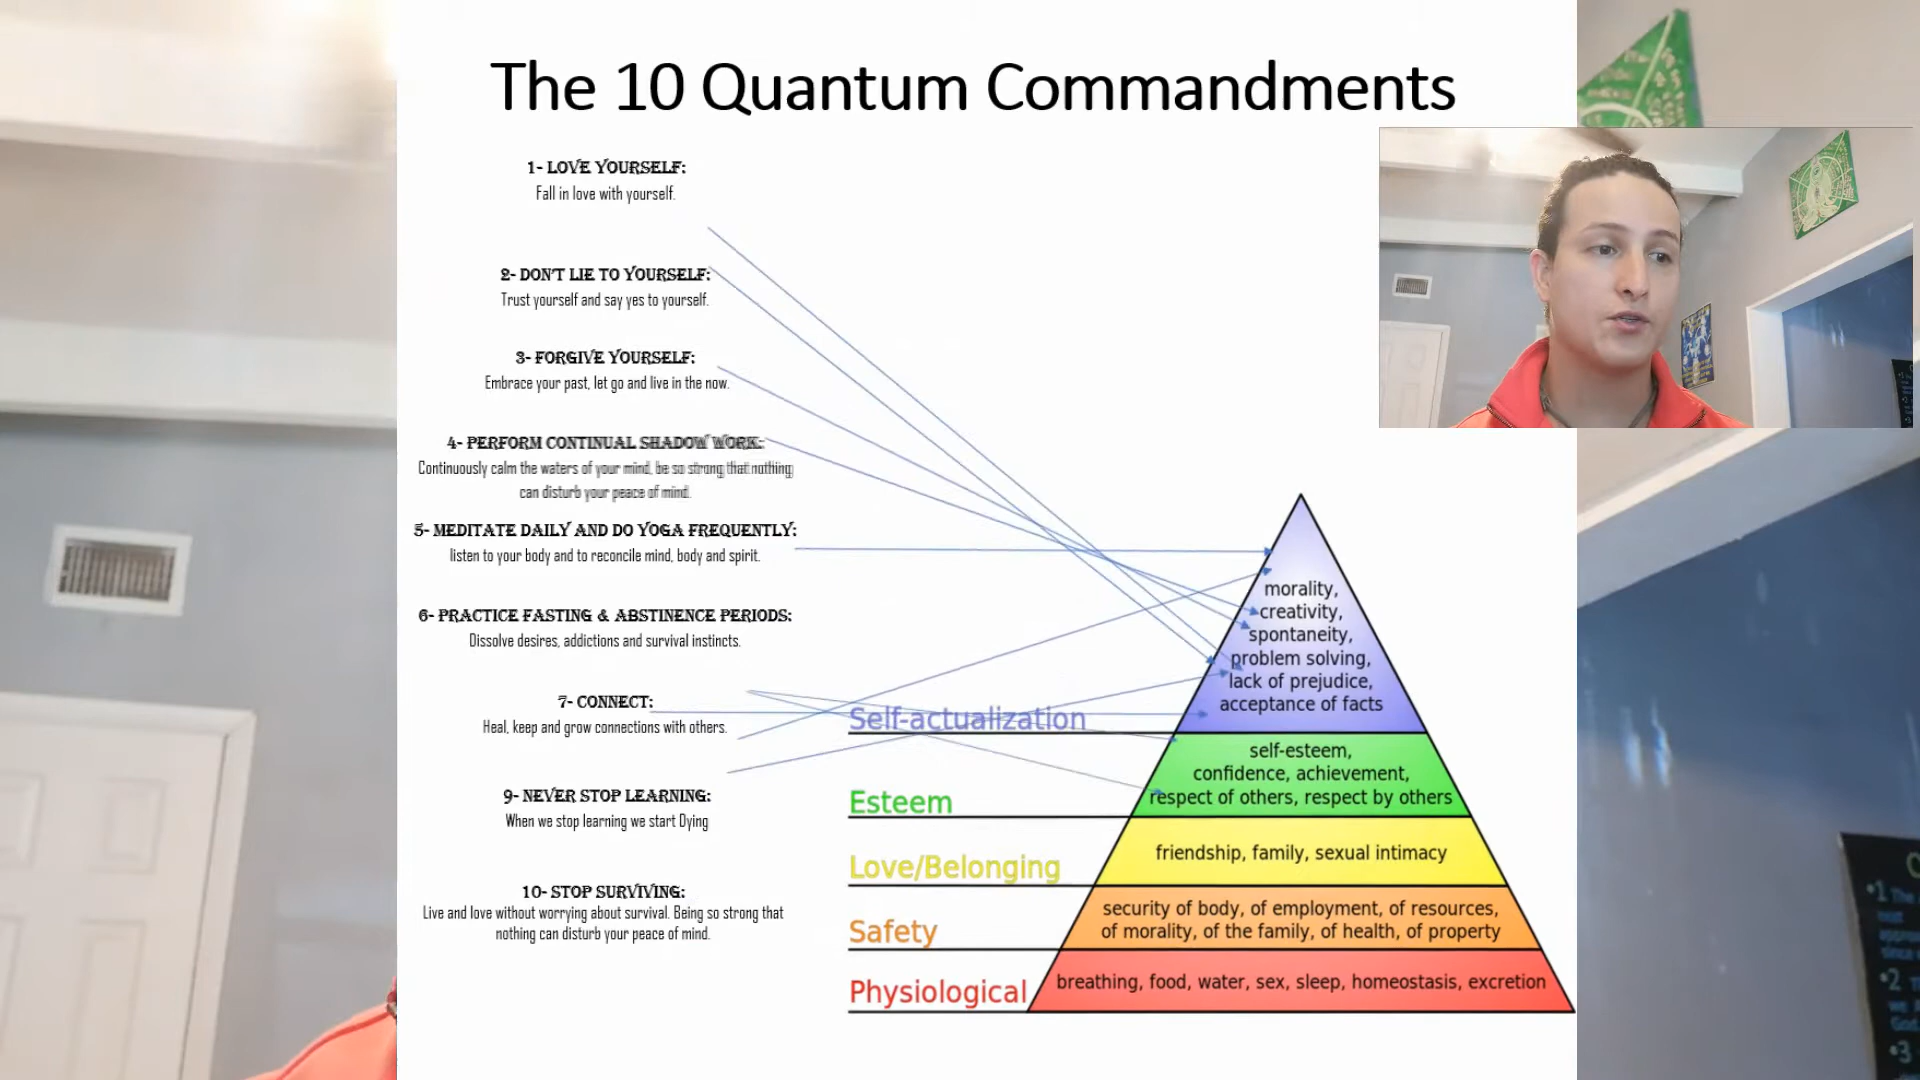 The 10 Quantum Commandments
1- LOVE YOURSELF:
Fall in love with yourself.
2- DON'T LIE TO YOURSELF:
Trust yourself and say yes to yourself.
3- FORGIVE YOURSELF:
Embrace your past, let go and live in the now.
4- PERFORM CONTINUAL SHADOW WORK:
Continuously calm the waters of your mind, be so strong that nothing
can disturb your peace of mind.
5- MEDITATE DAILY AND DO YOGA FREQUENTLY:
listen to your body and to reconcile mind, body and spirit.
6- PRACTICE FASTING & ABSTINENCE PERIODS:
Dissolve desires, addictions and survival instincts.
7- CONNECT:
Heal, keep and grow connections with others.
9- NEVER STOP LEARNING:
When we stop learning we start Dying
10- STOP SURVIVING:
Live and love without worrying about survival. Being so strong that
nothing can disturb your peace of mind.
morality,
creativity,
spontaneity,
problem solving,
lack of prejudice,
acceptance of facts
Self-actualization
self-esteem,
confidence, achievement,
respect of others, respect by others
Esteem
friendship, family, sexual intimacy
Love/Belonging
security of body, of employment, of resources,
of morality, of the family, of health, of property
Safety
breathing, food, water, sex, sleep, homeostasis, excretion
Physiological
•1 The
•2
we
God.
•3